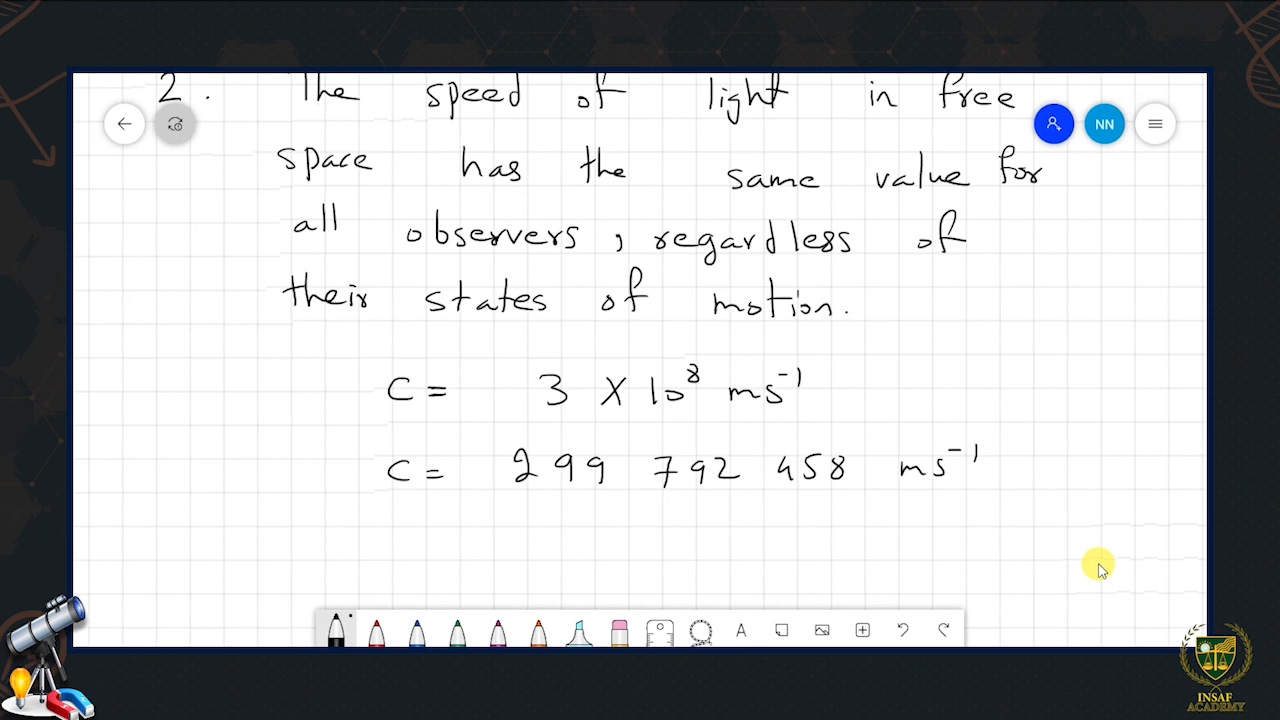 2. The speed of light in free
space has the same value for
all observers, regardless of
their states of motion.
C = 3 X 10⁸ ms⁻¹
C = 299 792 458 ms⁻¹
NN
A
INSAF
ACADEMY